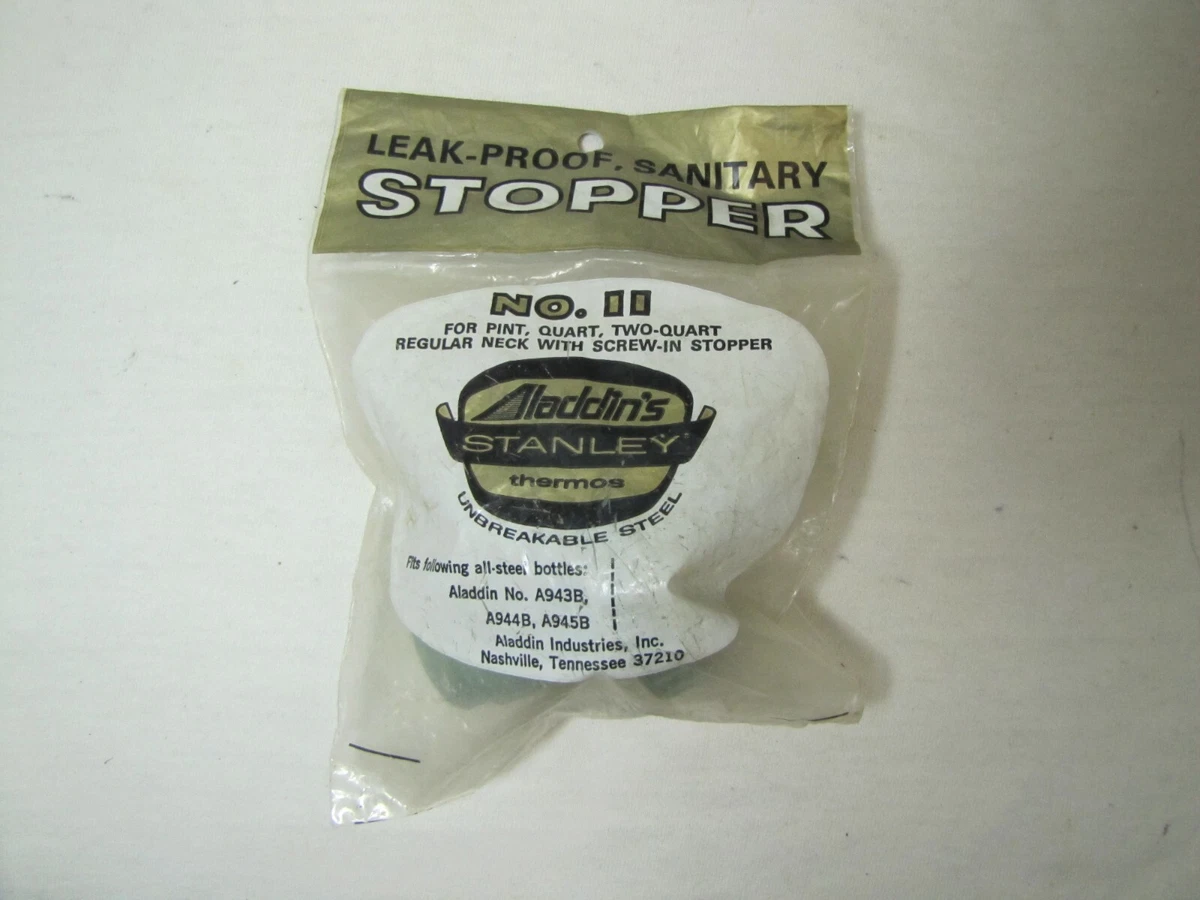 LEAK-PROOF, SANITARY
STOPPER
NO. 11
FOR PINT, QUART, TWO-QUART
REGULAR NECK WITH SCREW-IN STOPPER
Aladdin's
STANLEY
thermos
UNBREAKABLE STEEL
Fits following all-steel bottles:
Aladdin No. A943B,
A944B, A945B
Aladdin Industries, Inc.
Nashville, Tennessee 37210